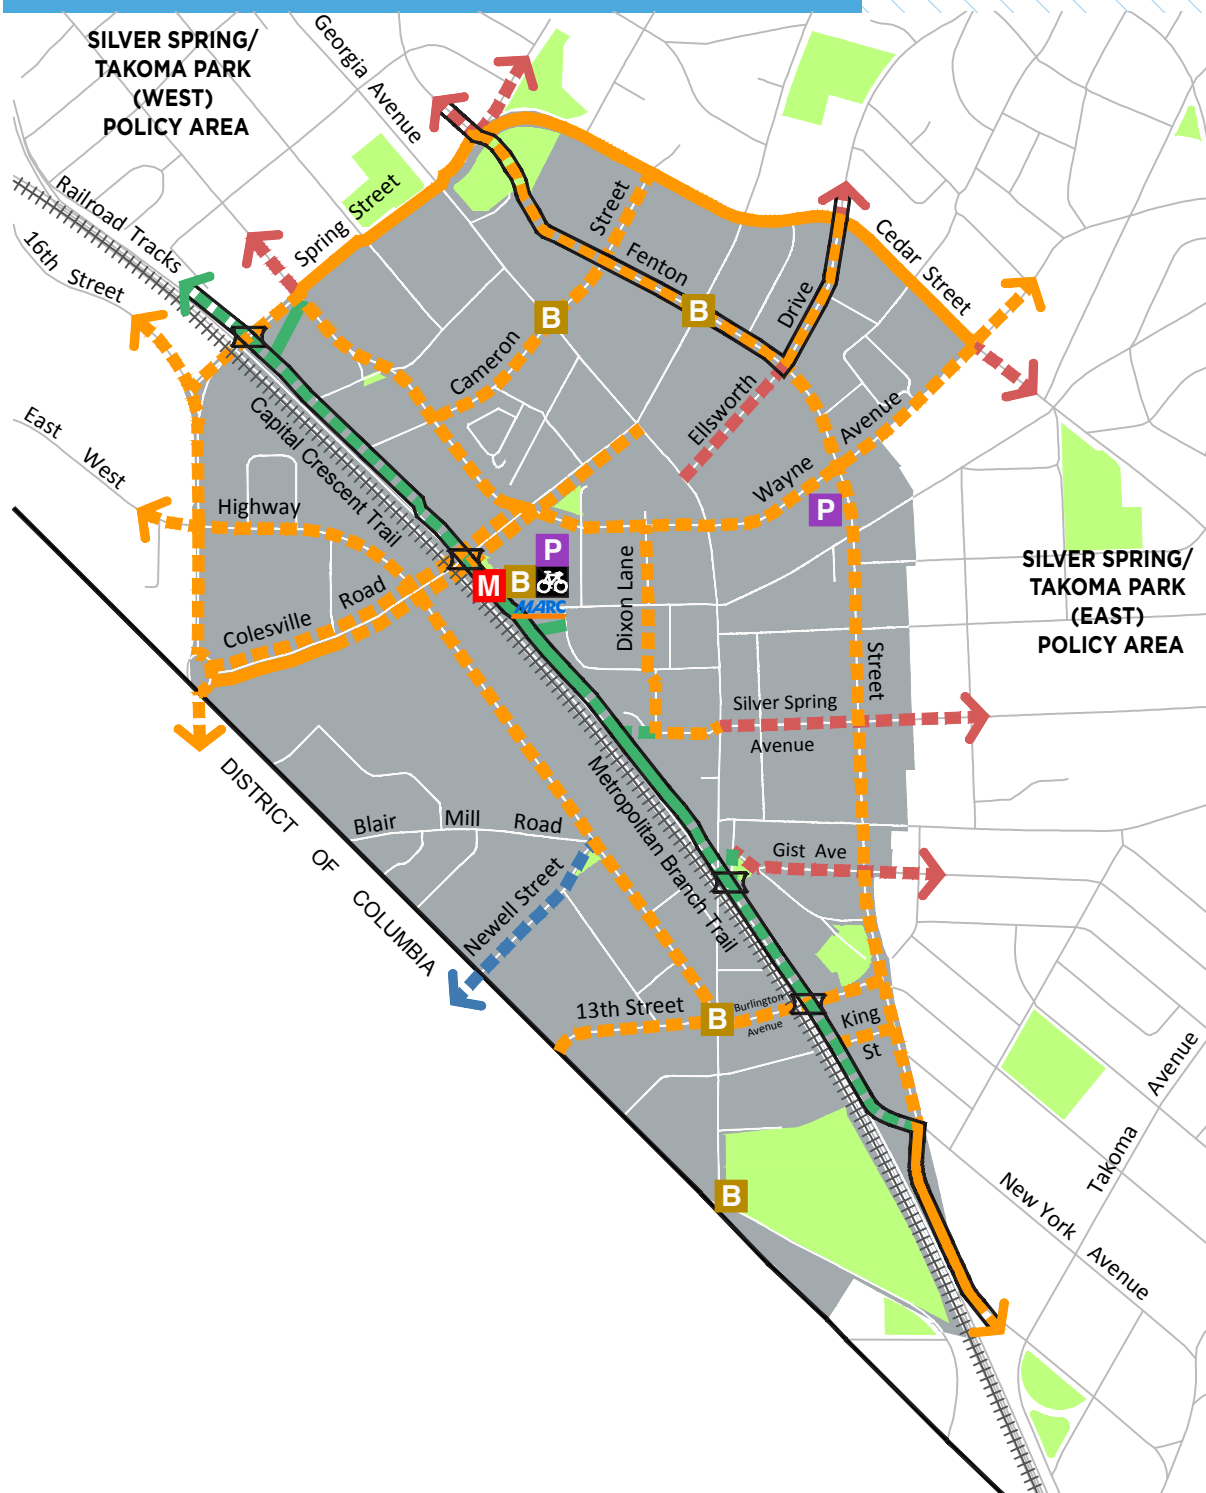 SILVER SPRING/
TAKOMA PARK
(WEST)
POLICY AREA
Georgia Avenue
Railroad Tracks
16th Street
Spring Street
Street
Fenton
Cedar Street
Drive
B
B
Cameron
Ellsworth
Avenue
Wayne
P
East
West
Highway
Capital Crescent Trail
P
M
B
MARC
SILVER SPRING/
TAKOMA PARK
(EAST)
POLICY AREA
Colesville Road
Dixon Lane
Street
Silver Spring
Avenue
DISTRICT OF COLUMBIA
Metropolitan Branch Trail
Blair Mill Road
Gist Ave
Newell Street
13th Street
B
Burlington
Avenue
King
St
Takoma Avenue
New York Avenue
B